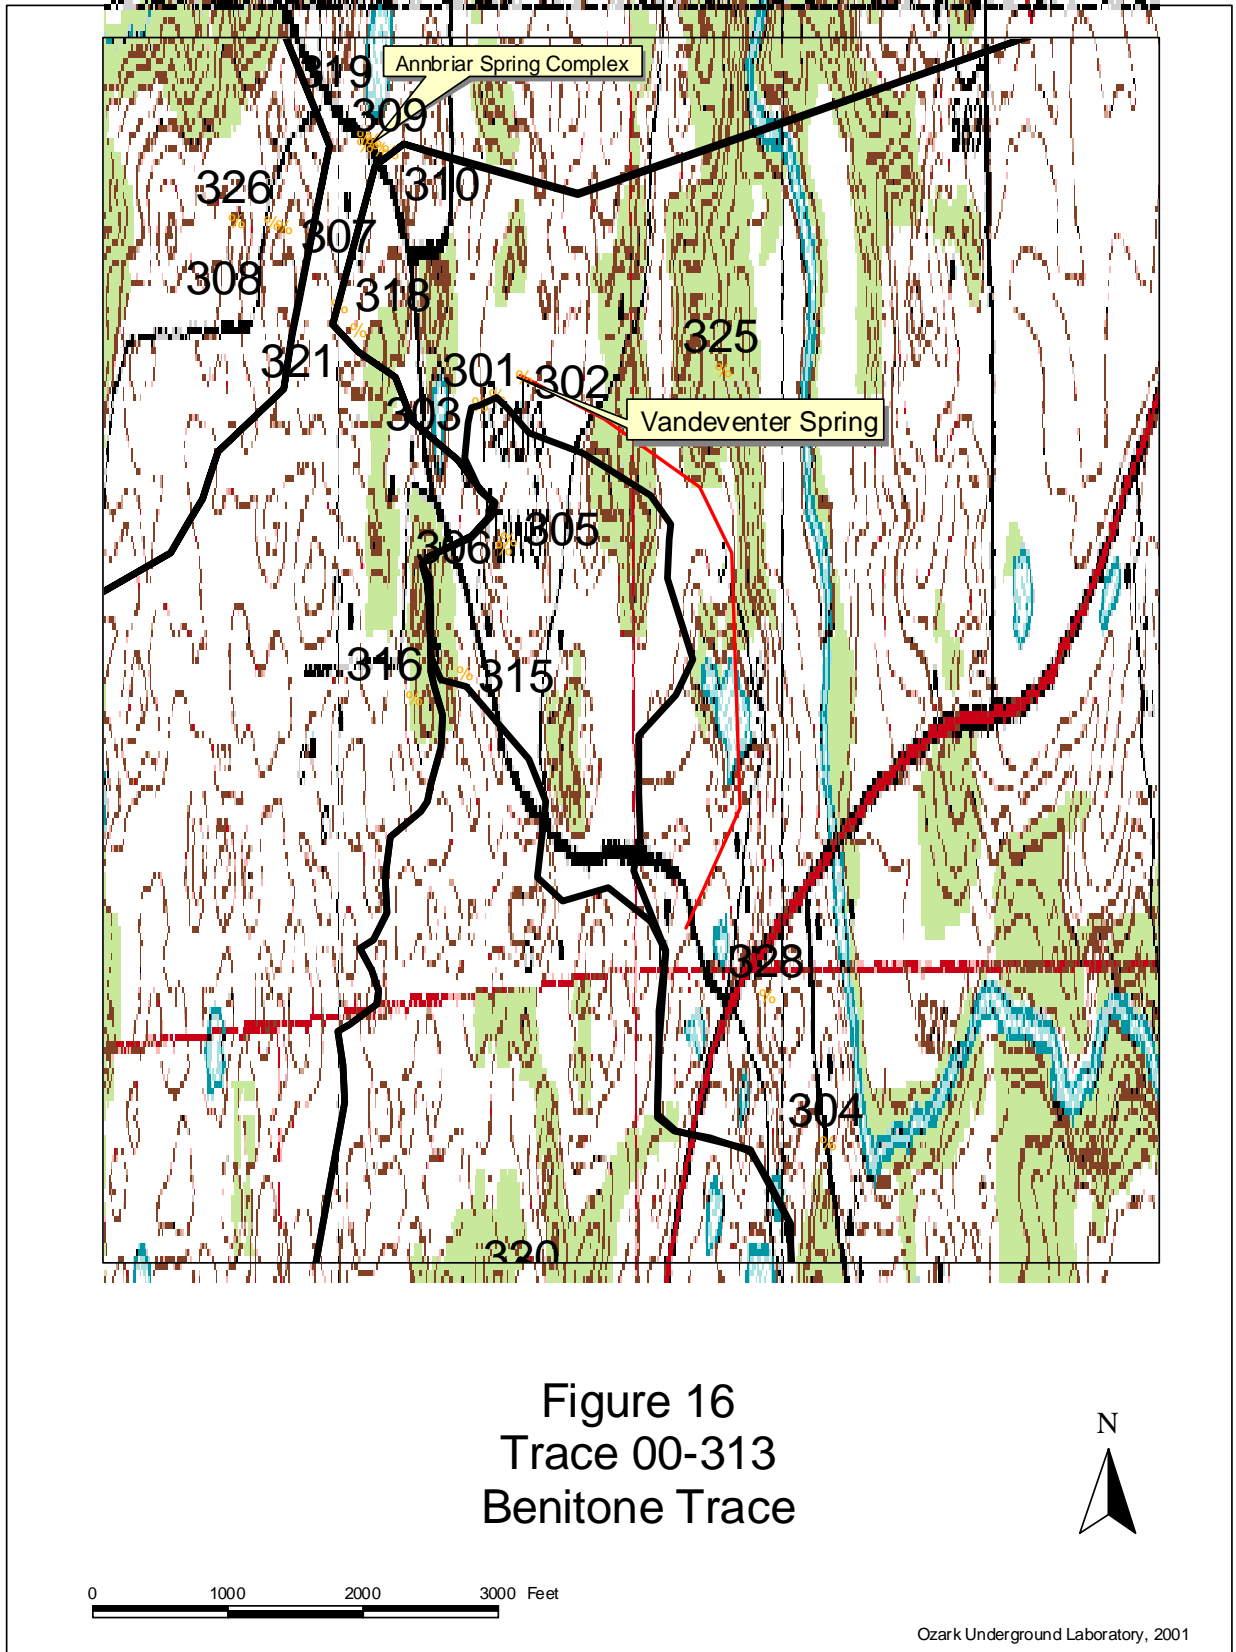 319
Annbriar Spring Complex
309
326
310
307
308
318
325
321
301
302
303
Vandeventer Spring
305
306
316
315
328
304
320
Figure 16
Trace 00-313
Benitone Trace
N
0 1000 2000 3000 Feet
Ozark Underground Laboratory, 2001